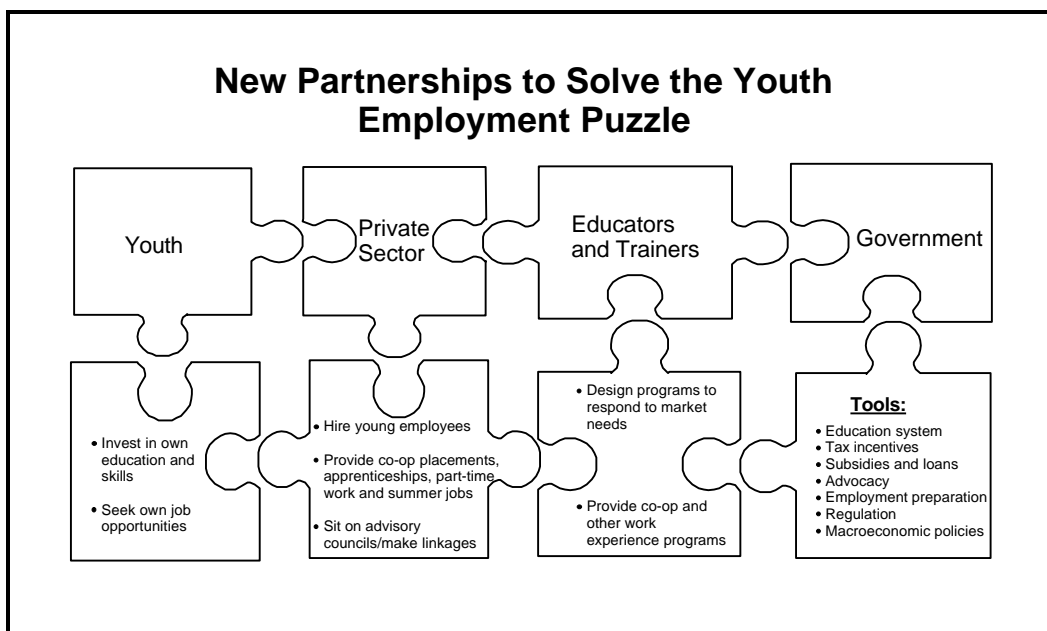 New Partnerships to Solve the Youth
Employment Puzzle
Youth
Private
Sector
Educators
and Trainers
Government
• Invest in own
education and
skills
• Seek own job
opportunities
• Hire young employees
• Provide co-op placements,
apprenticeships, part-time
work and summer jobs
• Sit on advisory
councils/make linkages
• Design programs to
respond to market
needs
• Provide co-op and
other work
experience programs
Tools:
• Education system
• Tax incentives
• Subsidies and loans
• Advocacy
• Employment preparation
• Regulation
• Macroeconomic policies